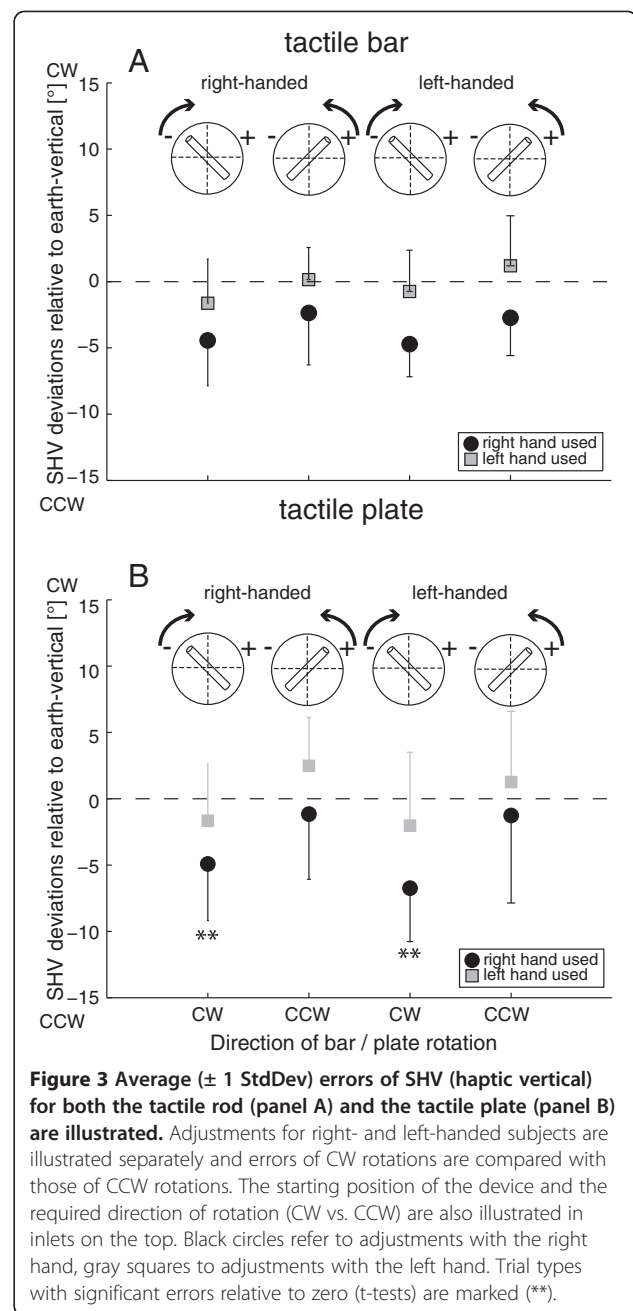 tactile bar
A
CW
right-handed left-handed
- + - + - + - +
15
10
5
0
-5
-10
-15
SHV deviations relative to earth-vertical [°]
right hand used
left hand used
CCW
tactile plate
B
CW
right-handed left-handed
- + - + - + - +
15
10
5
0
-5
-10
-15
SHV deviations relative to earth-vertical [°]
** **
right hand used
left hand used
CCW
CW CCW CW CCW
Direction of bar / plate rotation
Figure 3 Average (± 1 StdDev) errors of SHV (haptic vertical)
for both the tactile rod (panel A) and the tactile plate (panel B)
are illustrated. Adjustments for right- and left-handed subjects are
illustrated separately and errors of CW rotations are compared with
those of CCW rotations. The starting position of the device and the
required direction of rotation (CW vs. CCW) are also illustrated in
inlets on the top. Black circles refer to adjustments with the right
hand, gray squares to adjustments with the left hand. Trial types
with significant errors relative to zero (t-tests) are marked (**).